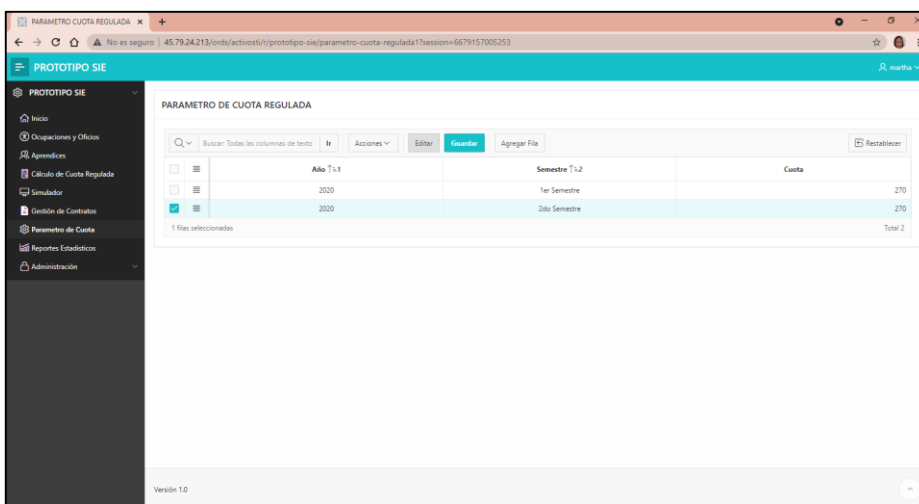 PARAMETRO CUOTA REGULADA
No es seguro | 45.79.24.213/ords/activosti/r/prototipo-sie/parametro-cuota-regulada1?session=6679157005253
PROTOTIPO SIE
martha
PROTOTIPO SIE
Inicio
Ocupaciones y Oficios
Aprendices
Cálculo de Cuota Regulada
Simulador
Gestión de Contratos
Parametro de Cuota
Reportes Estadísticos
Administración
PARAMETRO DE CUOTA REGULADA
Buscar: Todas las columnas de texto Ir Acciones Editar Guardar Agregar Fila Restablecer
Año 1 Semestre 2 Cuota
2020 1er Semestre 270
2020 2do Semestre 270
1 filas seleccionadas Total 2
Versión 1.0